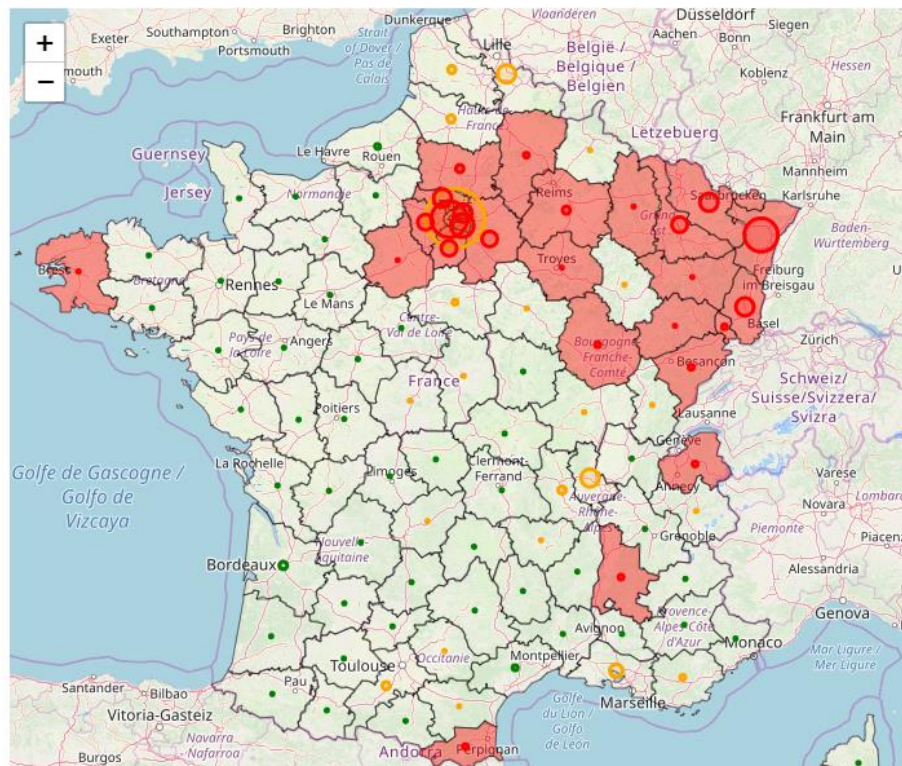 +
−
Exeter
Southampton
Brighton
Portsmouth
mouth
Strait
of Dover /
Pas de
Calais
Dunkerque
Lille
Vlaanderen
België /
Belgique /
Belgien
Düsseldorf
Aachen
Bonn
Siegen
Koblenz
Hessen
Frankfurt am
Main
Mannheim
Karlsruhe
Baden-
Württemberg
Lëtzebuerg
Saarbrücken
Guernsey
Jersey
Le Havre
Rouen
Normandie
Reims
Troyes
Freiburg
im Breisgau
Basel
Zürich
Brest
Bretagne
Rennes
Le Mans
Pays de
la Loire
Angers
Centre-
Val de Loire
Bourgogne
Franche-
Comté
Besançon
Schweiz/
Suisse/Svizzera/
Svizra
Lausanne
Genève
Annecy
France
Poitiers
La Rochelle
Limoges
Clermont-
Ferrand
Auvergne-
Rhône-
Alpes
Grenoble
Varese
Novara
Lombard
Piemonte
Piacen
Alessandria
Genova
Golfe de Gascogne /
Golfo de
Vizcaya
Nouvelle-
Aquitaine
Bordeaux
Avignon
Provence-
Alpes-Côte
d'Azur
Monaco
Mar Ligure /
Mer Ligure
Toulouse
Occitanie
Montpellier
Marseille
Golfe
du Lion /
Golfo
de León
Pau
Santander
Bilbao
Vitoria-Gasteiz
Burgos
Navarra
- Nafarroa
Andorra
Perpignan